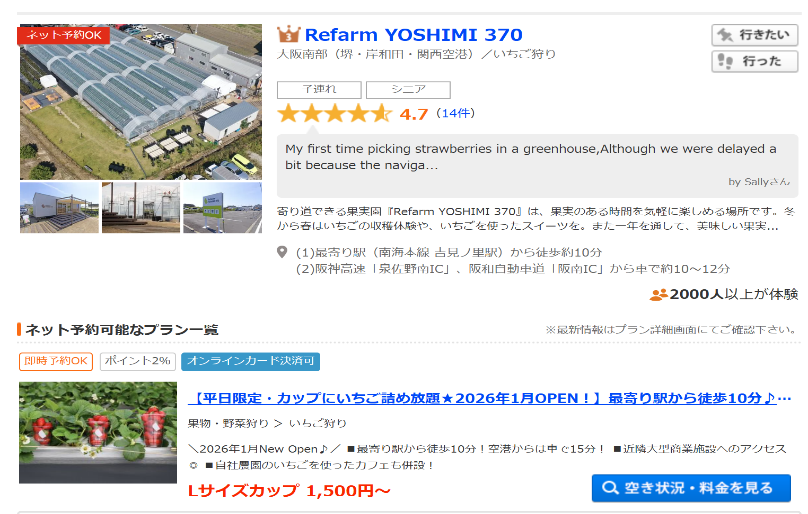 ネット予約OK
3
Refarm YOSHIMI 370
大阪南部（堺・岸和田・関西空港）／いちご狩り
行きたい
行った
子連れ
シニア
4.7（14件）
My first time picking strawberries in a greenhouse,Although we were delayed a
bit because the naviga...
by Sallyさん
寄り道できる果実園『Refarm YOSHIMI 370』は、果実のある時間を気軽に楽しめる場所です。冬
から春はいちごの収穫体験や、いちごを使ったスイーツを。また一年を通して、美味しい果実...
(1)最寄り駅（南海本線 吉見ノ里駅）から徒歩約10分
(2)阪神高速「泉佐野南IC」、阪和自動車道「阪南IC」から車で約10～12分
2000人以上が体験
ネット予約可能なプラン一覧
※最新情報はプラン詳細画面にてご確認下さい。
即時予約OK
ポイント2%
オンラインカード決済可
【平日限定・カップにいちご詰め放題★2026年1月OPEN！】最寄り駅から徒歩10分♪…
果物・野菜狩り ＞ いちご狩り
＼2026年1月New Open♪／ ■最寄り駅から徒歩10分！空港からは車で15分！ ■近隣大型商業施設へのアクセス
◎ ■自社農園のいちごを使ったカフェも併設！
Lサイズカップ 1,500円～
空き状況・料金を見る